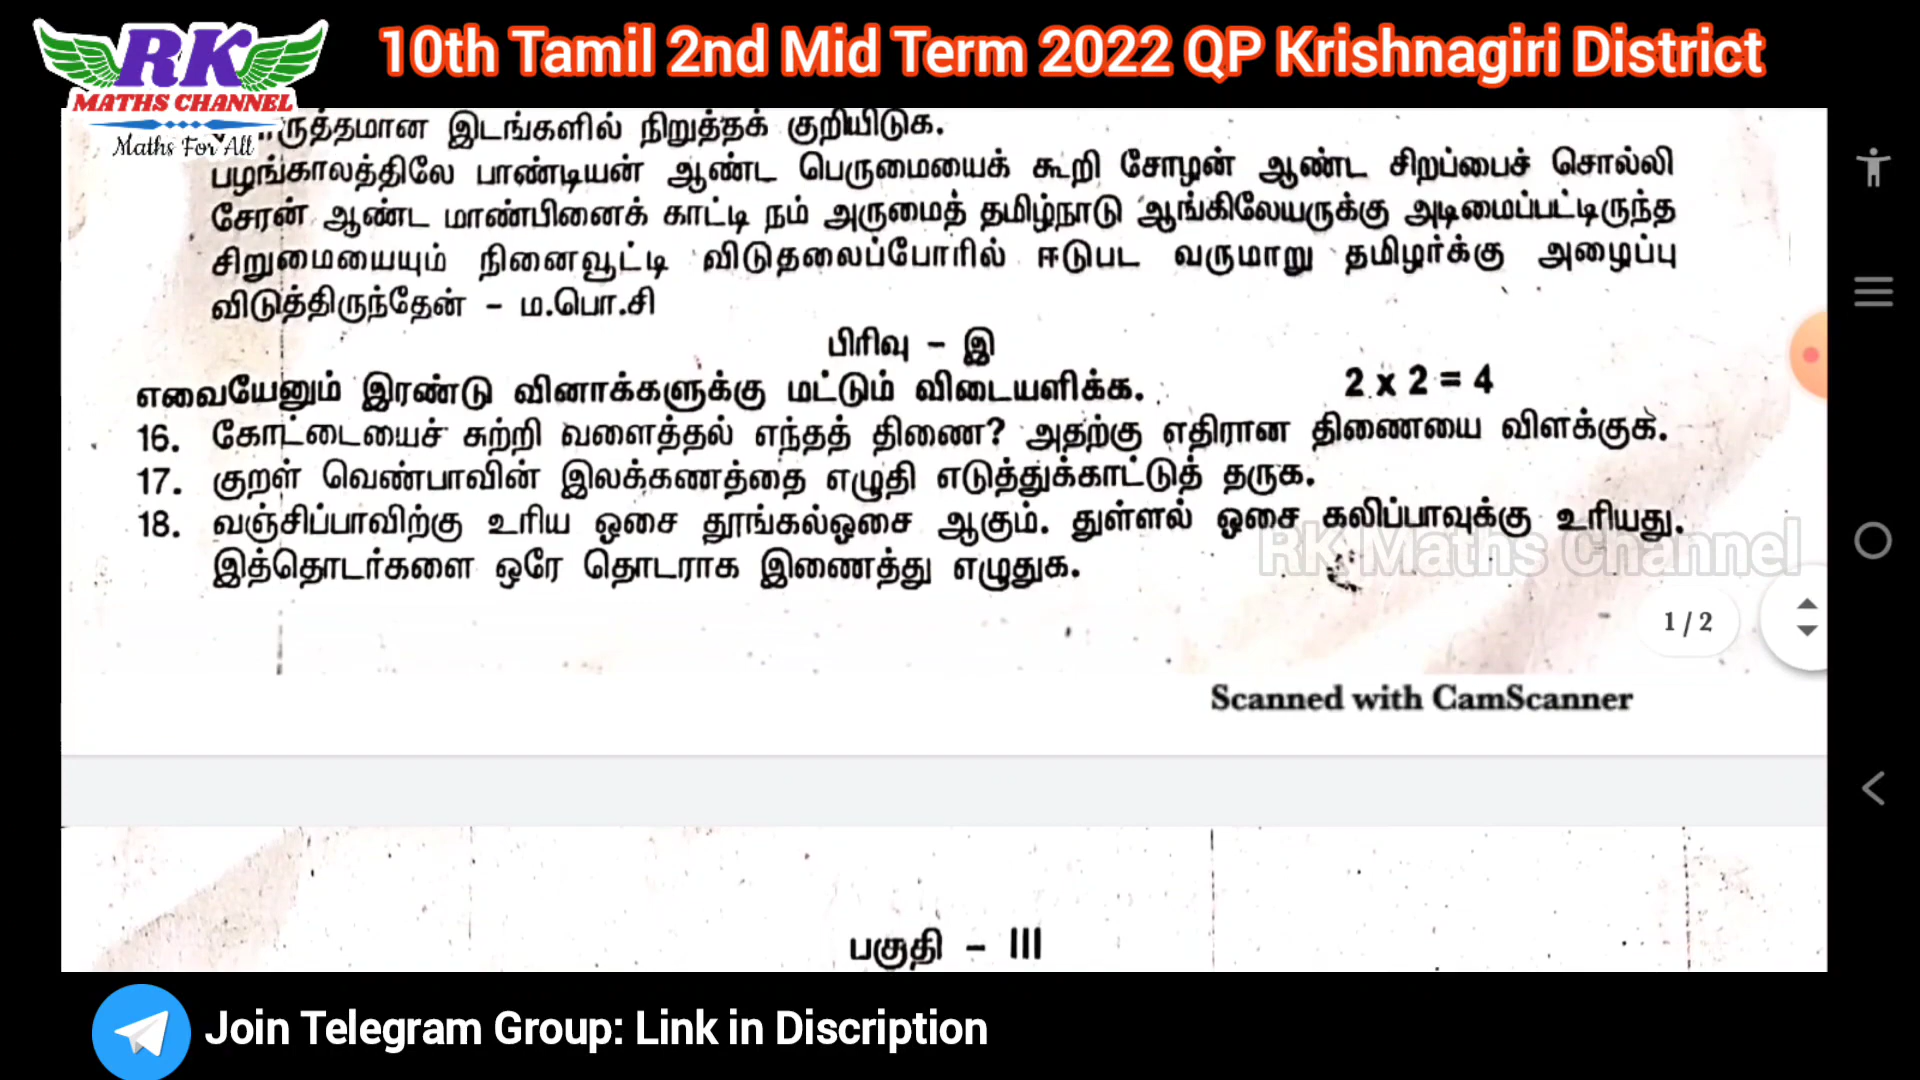 RK
MATHS CHANNEL
Maths For All
10th Tamil 2nd Mid Term 2022 QP Krishnagiri District
இடங்களில் நிறுத்தக் குறியிடுக.
பழங்காலத்திலே பாண்டியன் ஆண்ட பெருமையைக் கூறி சோழன் ஆண்ட சிறப்பைச் சொல்லி
சேரன் ஆண்ட மாண்பினைக் காட்டி நம் அருமைத் தமிழ்நாடு ஆங்கிலேயருக்கு அடிமைப்பட்டிருந்த
சிறுமையையும் நினைவூட்டி விடுதலைப்போரில் ஈடுபட வருமாறு தமிழர்க்கு அழைப்பு
விடுத்திருந்தேன் - ம.பொ.சி
பிரிவு - இ
எவையேனும் இரண்டு வினாக்களுக்கு மட்டும் விடையளிக்க. 2 x 2 = 4
16. கோட்டையைச் சுற்றி வளைத்தல் எந்தத் திணை? அதற்கு எதிரான திணையை விளக்குக.
17. குறள் வெண்பாவின் இலக்கணத்தை எழுதி எடுத்துக்காட்டுத் தருக.
18. வஞ்சிப்பாவிற்கு உரிய ஓசை தூங்கல்ஓசை ஆகும். துள்ளல் ஓசை கலிப்பாவுக்கு உரியது.
இத்தொடர்களை ஒரே தொடராக இணைத்து எழுதுக.
RK Maths Channel
1 / 2
Scanned with CamScanner
பகுதி - III
Join Telegram Group: Link in Discription